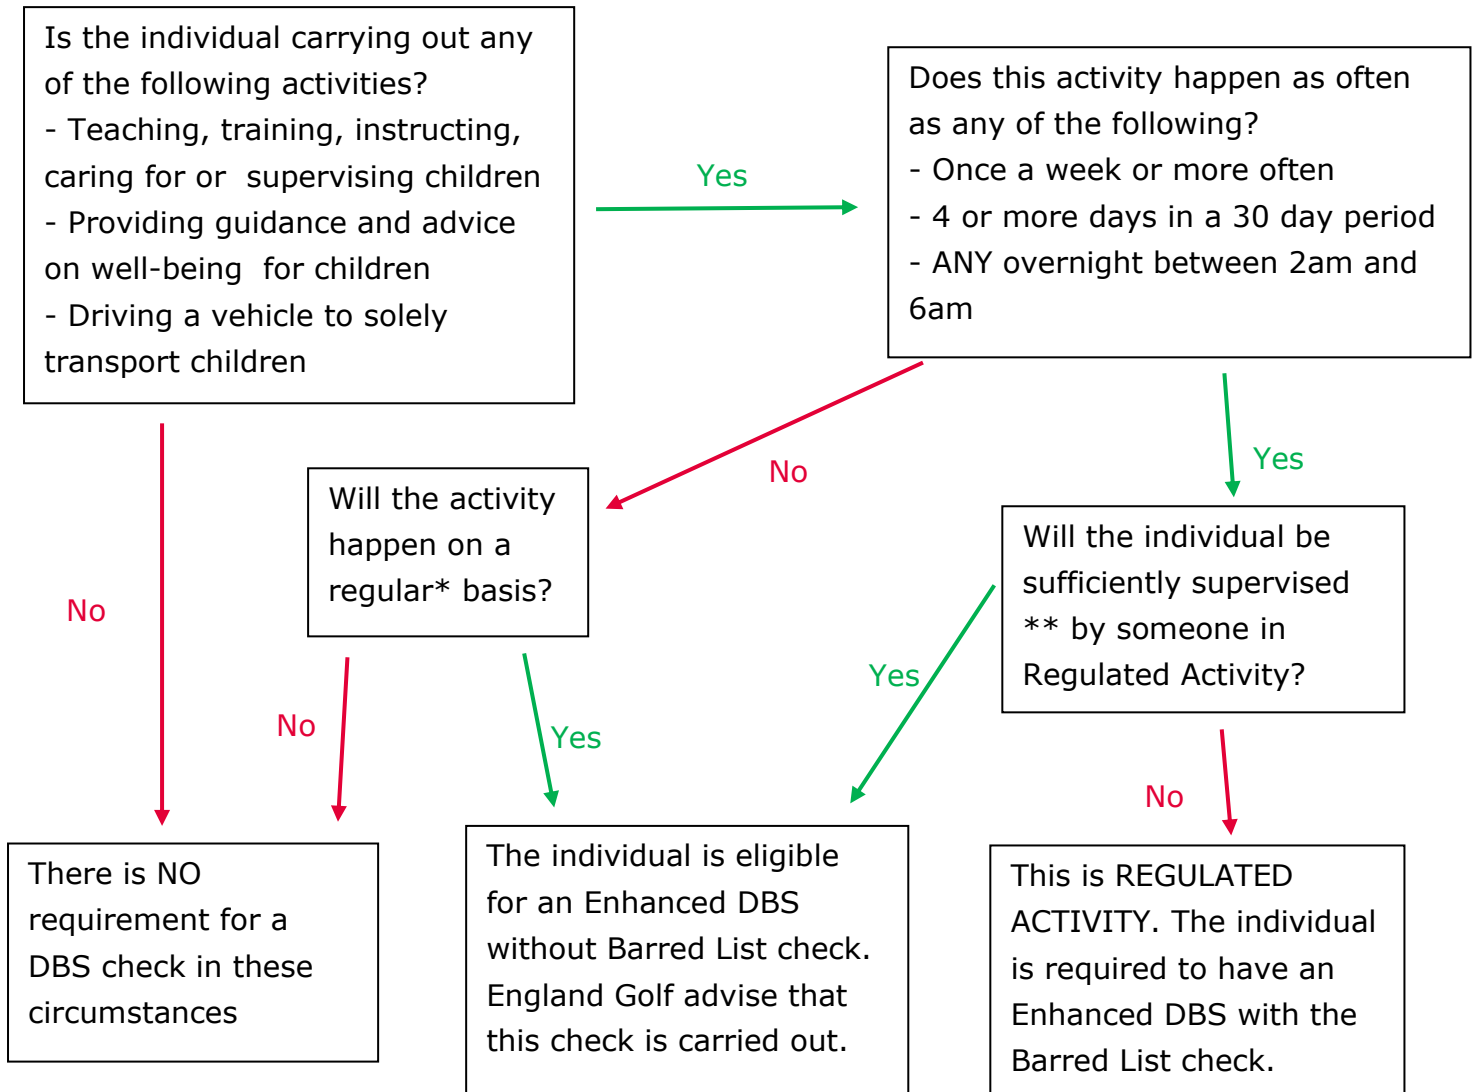 Is the individual carrying out any
of the following activities?
- Teaching, training, instructing,
caring for or  supervising children
- Providing guidance and advice
on well-being  for children
- Driving a vehicle to solely
transport children
Yes
Does this activity happen as often
as any of the following?
- Once a week or more often
- 4 or more days in a 30 day period
- ANY overnight between 2am and
6am
No
No
Yes
Will the activity
happen on a
regular* basis?
Will the individual be
sufficiently supervised
** by someone in
Regulated Activity?
No
Yes
Yes
No
There is NO
requirement for a
DBS check in these
circumstances
The individual is eligible
for an Enhanced DBS
without Barred List check.
England Golf advise that
this check is carried out.
This is REGULATED
ACTIVITY. The individual
is required to have an
Enhanced DBS with the
Barred List check.